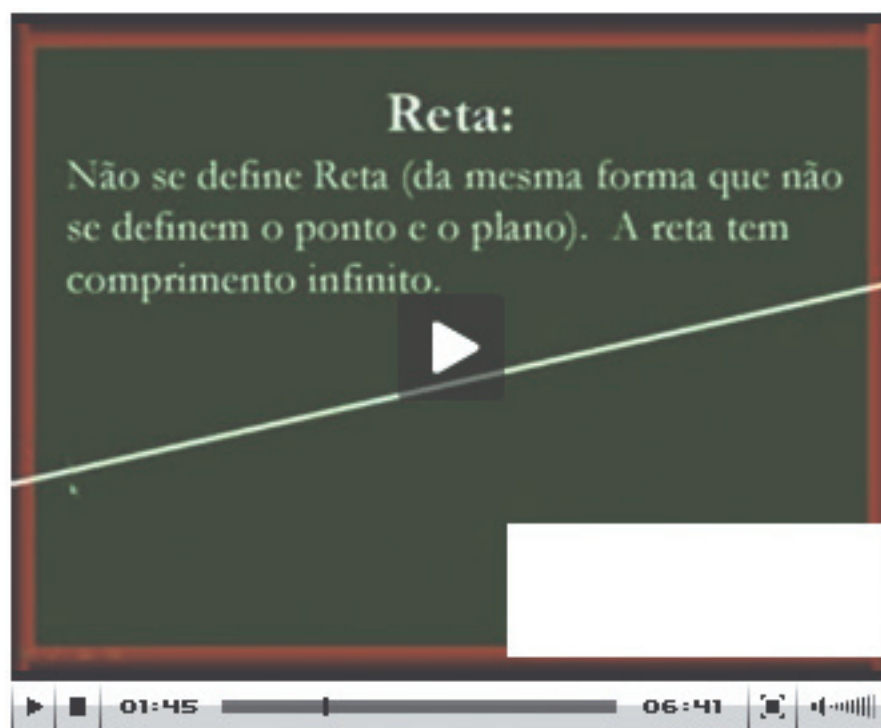 Reta:
Não se define Reta (da mesma forma que não
se definem o ponto e o plano). A reta tem
comprimento infinito.
01:45 06:41